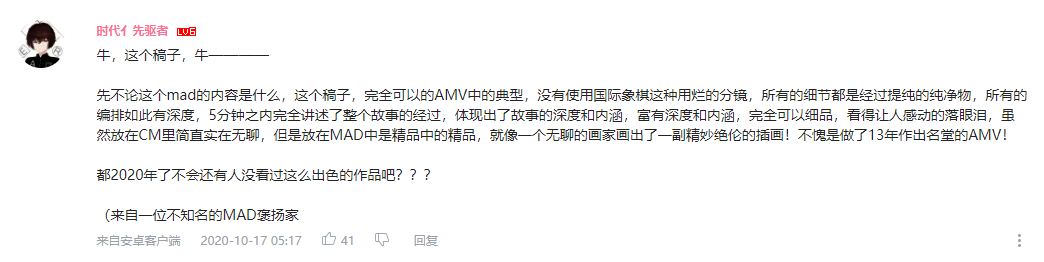 时代亻先驱者 LV6
牛，这个稿子，牛————
先不论这个mad的内容是什么，这个稿子，完全可以的AMV中的典型，没有使用国际象棋这种用烂的分镜，所有的细节都是经过提纯的纯净物，所有的
编排如此有深度，5分钟之内完全讲述了整个故事的经过，体现出了故事的深度和内涵，富有深度和内涵，完全可以细品，看得让人感动的落眼泪，虽
然放在CM里简直实在无聊，但是放在MAD中是精品中的精品，就像一个无聊的画家画出了一副精妙绝伦的插画！不愧是做了13年作出名堂的AMV！
都2020年了不会还有人没看过这么出色的作品吧？？？
（来自一位不知名的MAD褒扬家
来自安卓客户端 2020-10-17 05:17 41 回复